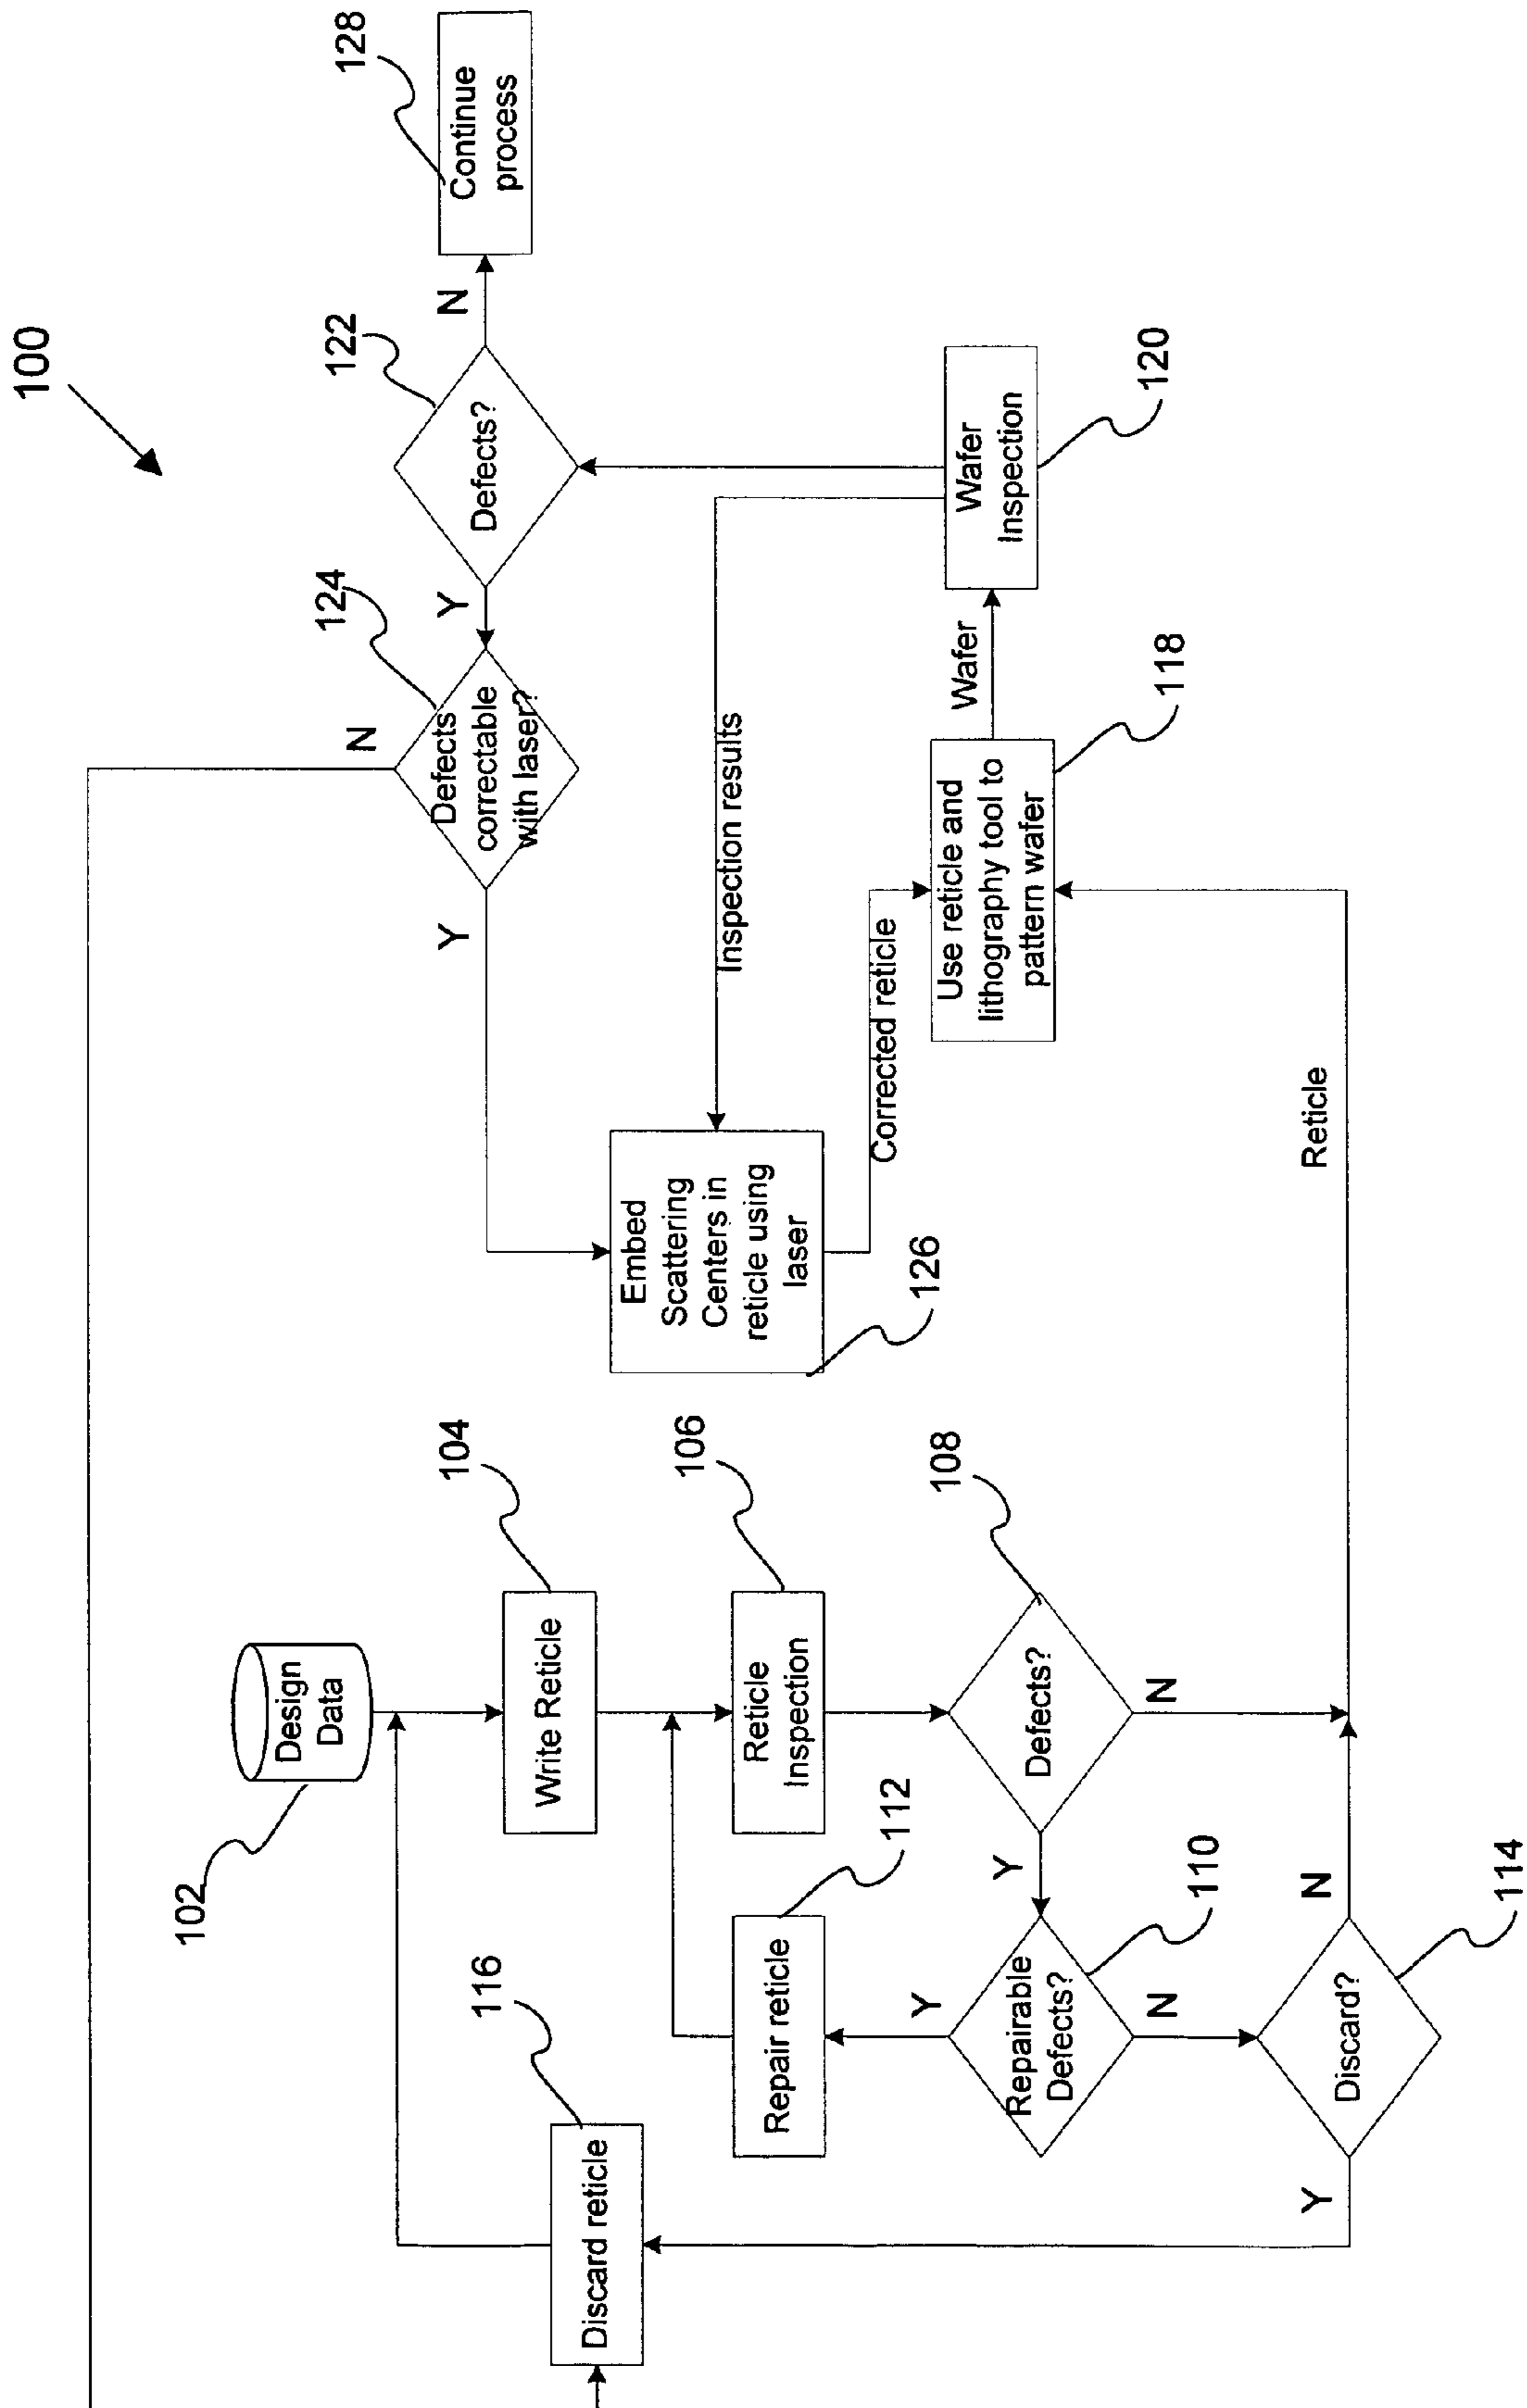 100
102
Design
Data
104
Write Reticle
106
Reticle
Inspection
108
Defects?
Y
N
110
Repairable
Defects?
Y
N
112
Repair reticle
114
Discard?
Y
N
116
Discard reticle
Reticle
118
Use reticle and
lithography tool to
pattern wafer
Wafer
120
Wafer
Inspection
Inspection results
122
Defects?
Y
N
124
Defects
correctable
with laser?
Y
N
126
Embed
Scattering
Centers in
reticle using
laser
Corrected reticle
128
Continue
process